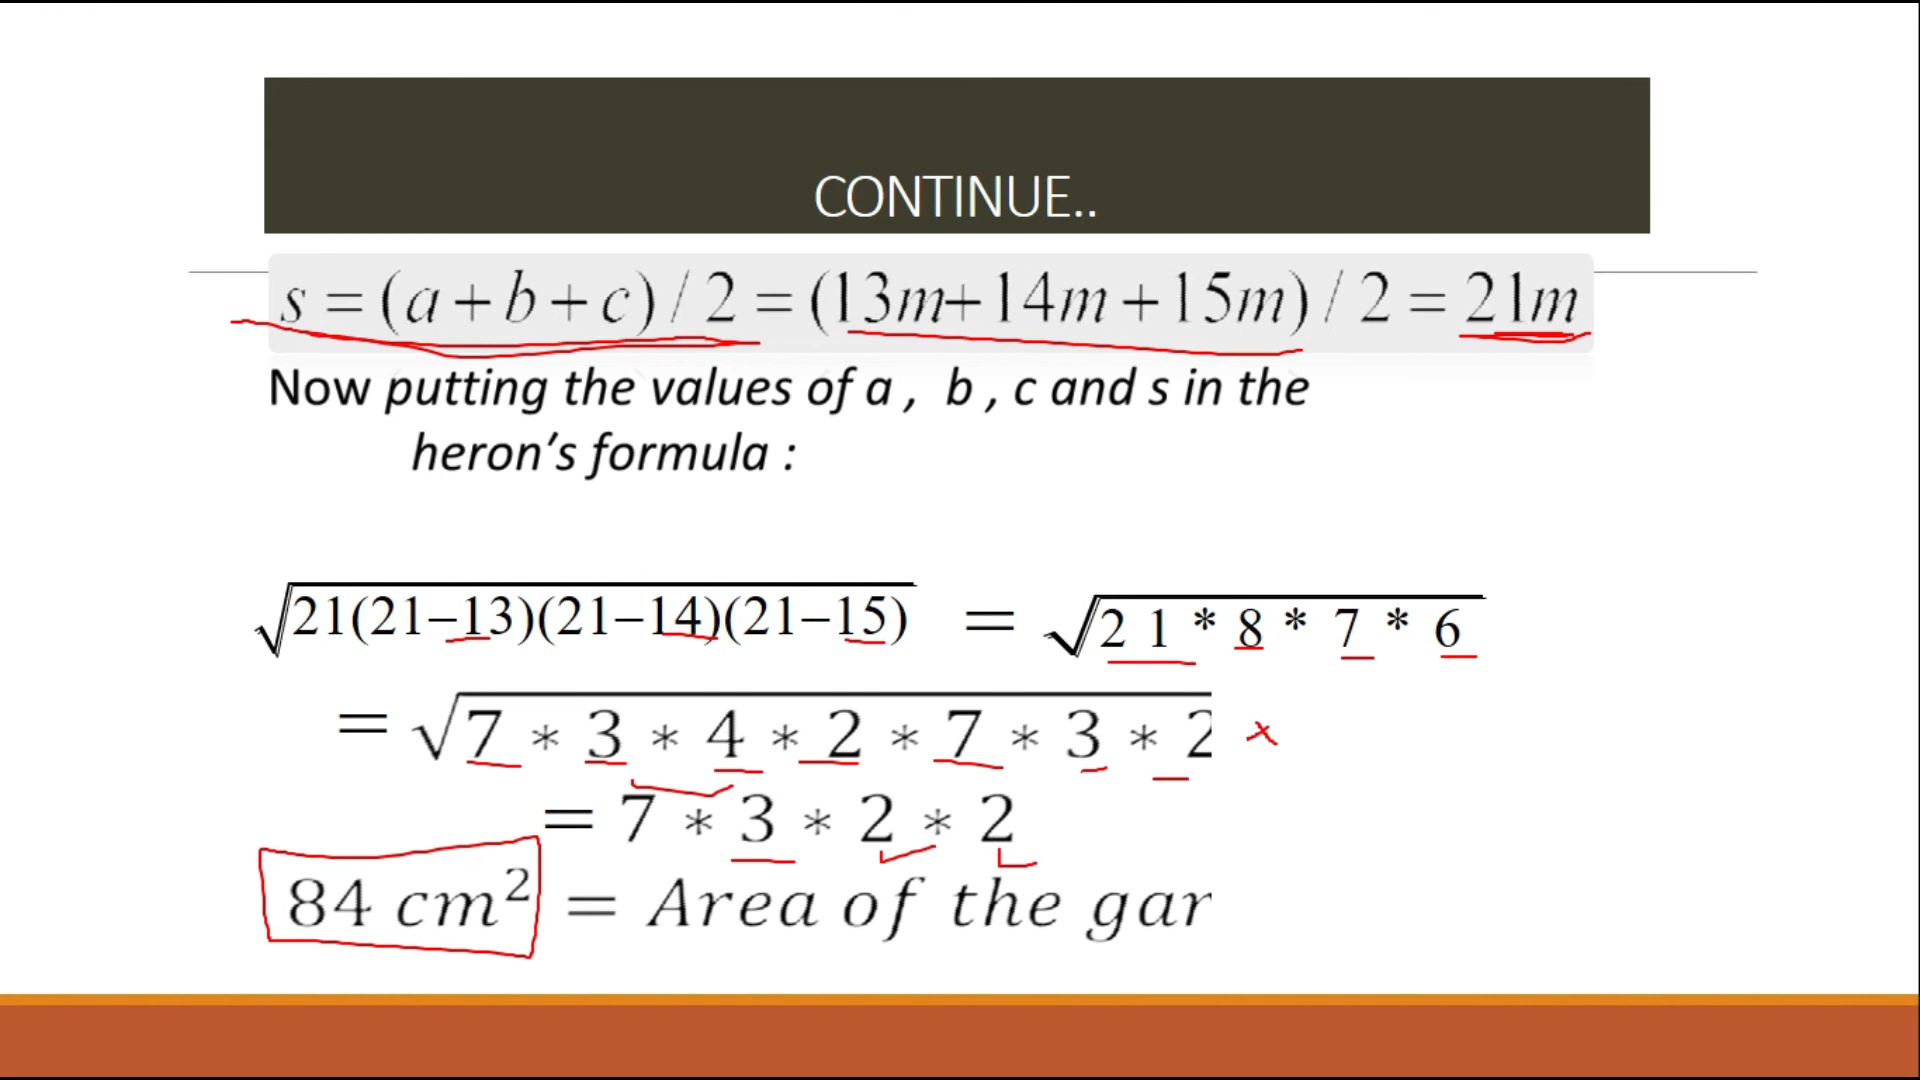 CONTINUE..
s = (a + b + c) / 2 = (13m+14m +15m) / 2 = 21m
Now putting the values of a , b , c and s in the
heron's formula :
√21(21−13)(21−14)(21−15) = √2 1 * 8 * 7 * 6
= √7 * 3 * 4 * 2 * 7 * 3 * 2 ×
= 7 * 3 * 2 * 2
84 cm² = Area of the gar